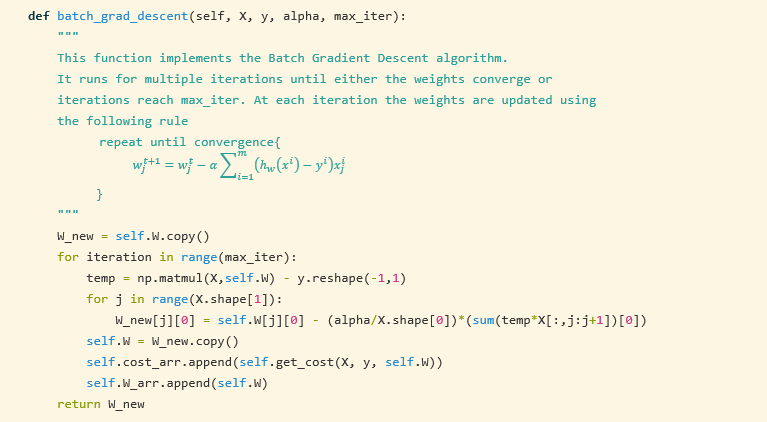 def batch_grad_descent(self, X, y, alpha, max_iter):
"""
This function implements the Batch Gradient Descent algorithm.
It runs for multiple iterations until either the weights converge or
iterations reach max_iter. At each iteration the weights are updated using
the following rule
repeat until convergence{
w_j^{t+1} = w_j^t − α ∑_{i=1}^m (h_w(x^i) − y^i)x_j^i
}
"""
W_new = self.W.copy()
for iteration in range(max_iter):
temp = np.matmul(X,self.W) - y.reshape(-1,1)
for j in range(X.shape[1]):
W_new[j][0] = self.W[j][0] - (alpha/X.shape[0])*(sum(temp*X[:,j:j+1])[0])
self.W = W_new.copy()
self.cost_arr.append(self.get_cost(X, y, self.W))
self.W_arr.append(self.W)
return W_new